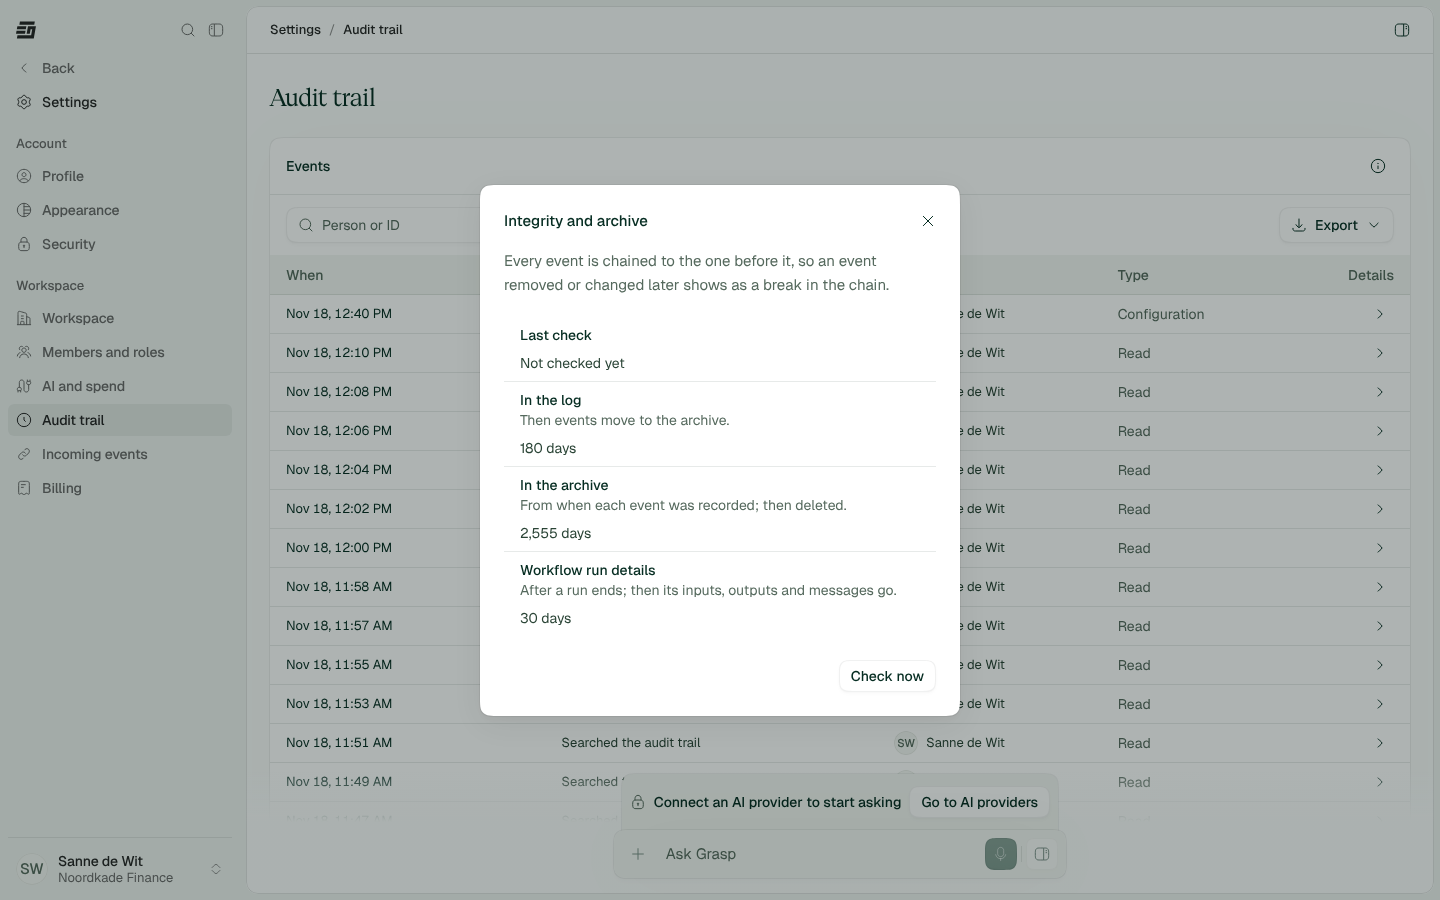 Settings / Audit trail
Back
Settings
Account
Profile
Appearance
Security
Workspace
Workspace
Members and roles
AI and spend
Audit trail
Incoming events
Billing
SW
Sanne de Wit
Noordkade Finance
Audit trail
Events
Person or ID
Export
When
Type
Details
Nov 18, 12:40 PM
e de Wit
Configuration
Nov 18, 12:10 PM
e de Wit
Read
Nov 18, 12:08 PM
e de Wit
Read
Nov 18, 12:06 PM
e de Wit
Read
Nov 18, 12:04 PM
e de Wit
Read
Nov 18, 12:02 PM
e de Wit
Read
Nov 18, 12:00 PM
e de Wit
Read
Nov 18, 11:58 AM
e de Wit
Read
Nov 18, 11:57 AM
e de Wit
Read
Nov 18, 11:55 AM
e de Wit
Read
Nov 18, 11:53 AM
e de Wit
Read
Nov 18, 11:51 AM
Searched the audit trail
SW
Sanne de Wit
Read
Nov 18, 11:49 AM
Searched
Read
Integrity and archive
Every event is chained to the one before it, so an event
removed or changed later shows as a break in the chain.
Last check
Not checked yet
In the log
Then events move to the archive.
180 days
In the archive
From when each event was recorded; then deleted.
2,555 days
Workflow run details
After a run ends; then its inputs, outputs and messages go.
30 days
Check now
Connect an AI provider to start asking
Go to AI providers
Ask Grasp